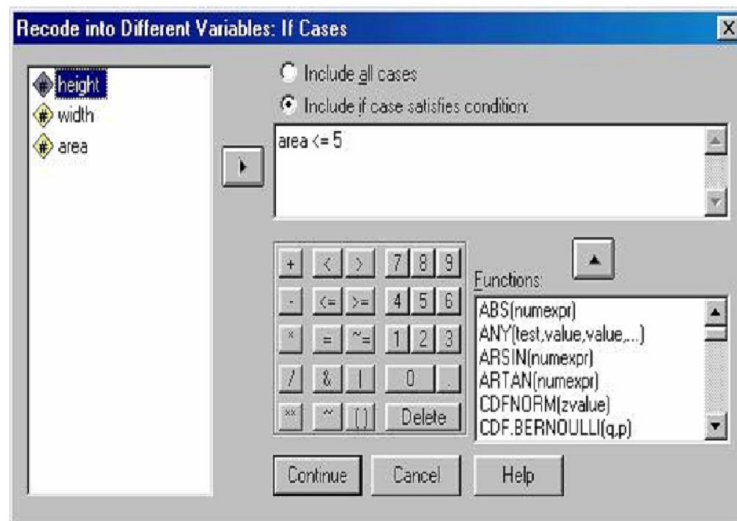 Recode into Different Variables: If Cases
X
height
width
area
Include all cases
Include if case satisfies condition:
area <= 5
+ < > 7 8 9
- <= >= 4 5 6
* = ~= 1 2 3
/ & | 0 .
** ~ () Delete
Functions:
ABS(numexpr)
ANY(test,value,value,...)
ARSIN(numexpr)
ARTAN(numexpr)
CDFNORM(zvalue)
CDF.BERNOULLI(q,p)
Continue
Cancel
Help